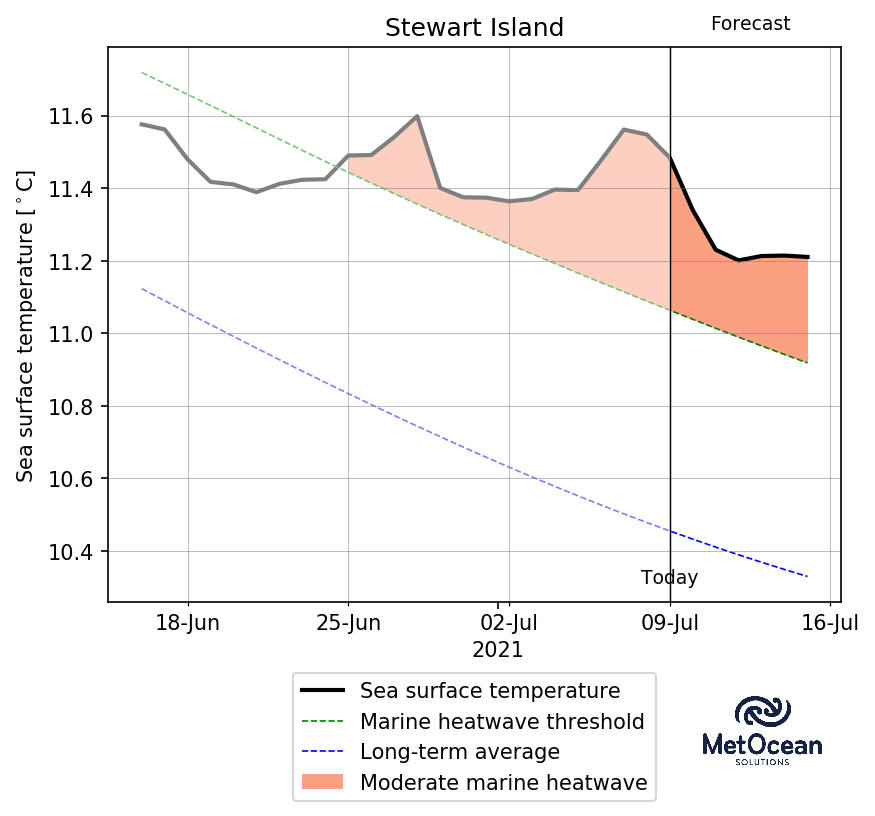 Stewart Island
Forecast
Sea surface temperature [°C]
11.6
11.4
11.2
11.0
10.8
10.6
10.4
Today
18-Jun
25-Jun
02-Jul
09-Jul
16-Jul
2021
Sea surface temperature
Marine heatwave threshold
Long-term average
Moderate marine heatwave
MetOcean
SOLUTIONS